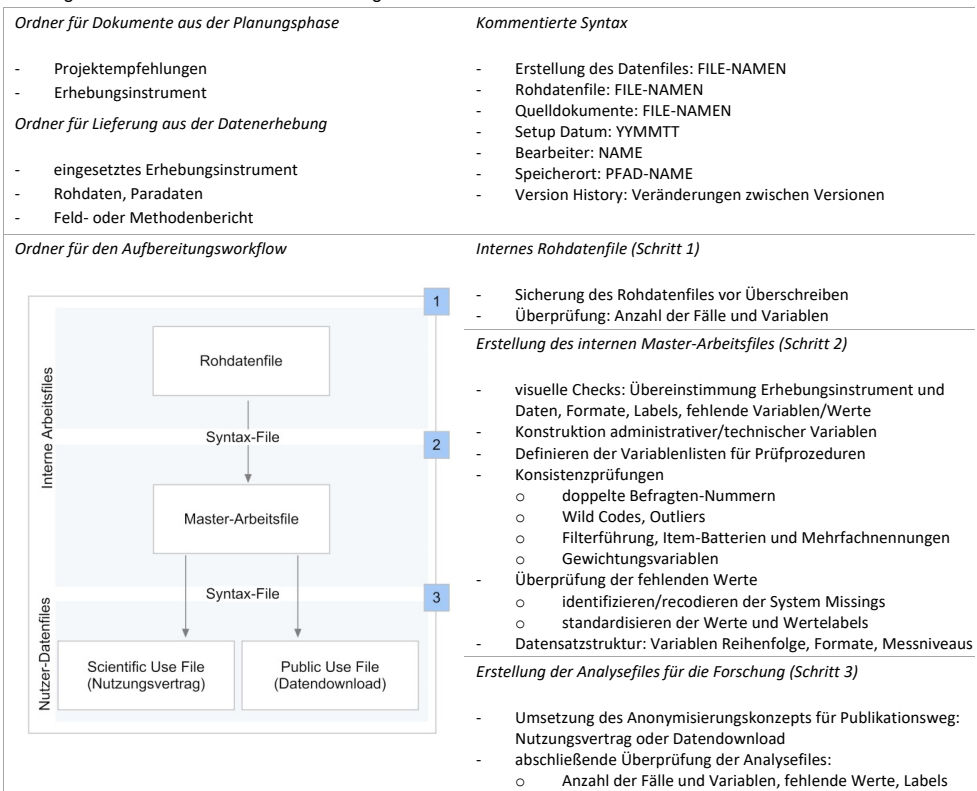 Ordner für Dokumente aus der Planungsphase
- Projektempfehlungen
- Erhebungsinstrument
Ordner für Lieferung aus der Datenerhebung
- eingesetztes Erhebungsinstrument
- Rohdaten, Paradaten
- Feld- oder Methodenbericht
Kommentierte Syntax
- Erstellung des Datenfiles: FILE-NAMEN
- Rohdatenfile: FILE-NAMEN
- Quelldokumente: FILE-NAMEN
- Setup Datum: YYMMTT
- Bearbeiter: NAME
- Speicherort: PFAD-NAME
- Version History: Veränderungen zwischen Versionen
Ordner für den Aufbereitungsworkflow
Interne Arbeitsfiles
1
Rohdatenfile
Syntax-File
2
Master-Arbeitsfile
Nutzer-Datenfiles
Syntax-File
3
Scientific Use File
(Nutzungsvertrag)
Public Use File
(Datendownload)
Internes Rohdatenfile (Schritt 1)
- Sicherung des Rohdatenfiles vor Überschreiben
- Überprüfung: Anzahl der Fälle und Variablen
Erstellung des internen Master-Arbeitsfiles (Schritt 2)
- visuelle Checks: Übereinstimmung Erhebungsinstrument und
Daten, Formate, Labels, fehlende Variablen/Werte
- Konstruktion administrativer/technischer Variablen
- Definieren der Variablenlisten für Prüfprozeduren
- Konsistenzprüfungen
o doppelte Befragten-Nummern
o Wild Codes, Outliers
o Filterführung, Item-Batterien und Mehrfachnennungen
o Gewichtungsvariablen
- Überprüfung der fehlenden Werte
o identifizieren/recodieren der System Missings
o standardisieren der Werte und Wertelabels
- Datensatzstruktur: Variablen Reihenfolge, Formate, Messniveaus
Erstellung der Analysefiles für die Forschung (Schritt 3)
- Umsetzung des Anonymisierungskonzepts für Publikationsweg:
Nutzungsvertrag oder Datendownload
- abschließende Überprüfung der Analysefiles:
o Anzahl der Fälle und Variablen, fehlende Werte, Labels